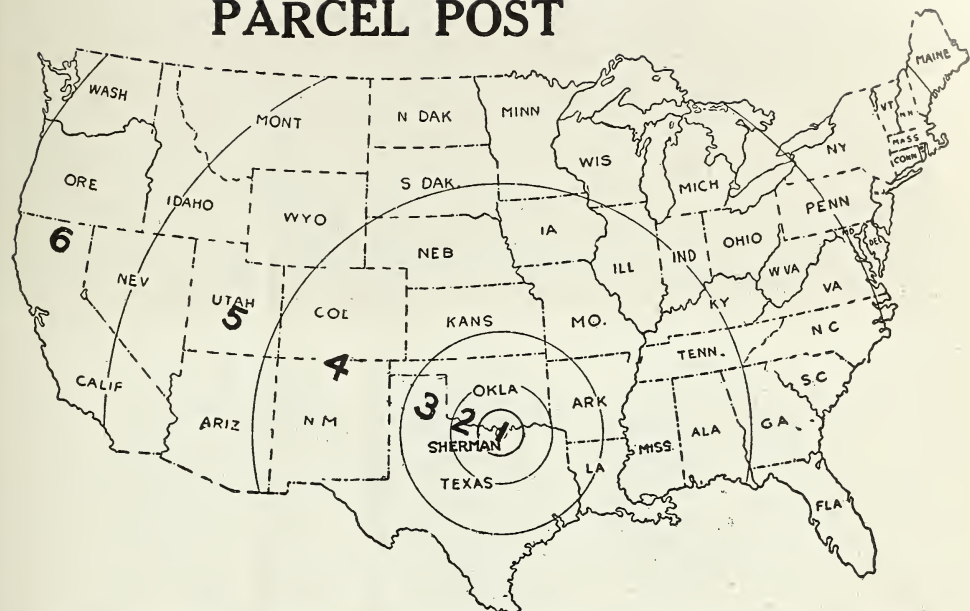 PARCEL POST
MAINE
WASH
MONT
N DAK
MINN
VT
N H
MASS
CONN
NY
WIS
MICH
ORE
IDAHO
WYO
S DAK.
PENN
6
NEV
UTAH
5
COL
NEB
IA
ILL
IND
OHIO
W VA
MD
DEL
VA
KANS
MO.
KY
N C
TENN.
4
CALIF
ARIZ
N M
3
OKLA
2
1
SHERMAN
ARK
S C
MISS.
ALA
GA.
TEXAS
LA
FLA